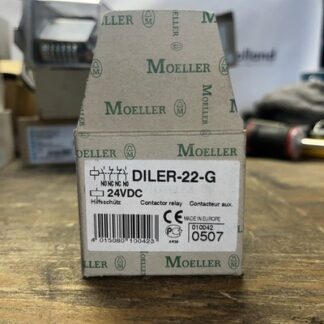 MOELLER
MOELLER
MOELLER
MOELLER
DILER-22-G
NO NC NC NO
24VDC
Hilfsschütz Contactor relay Contacteur aux.
CE
MADE IN EUROPE
010042
0507
4 015080 100423
MOELLER
MOELLER